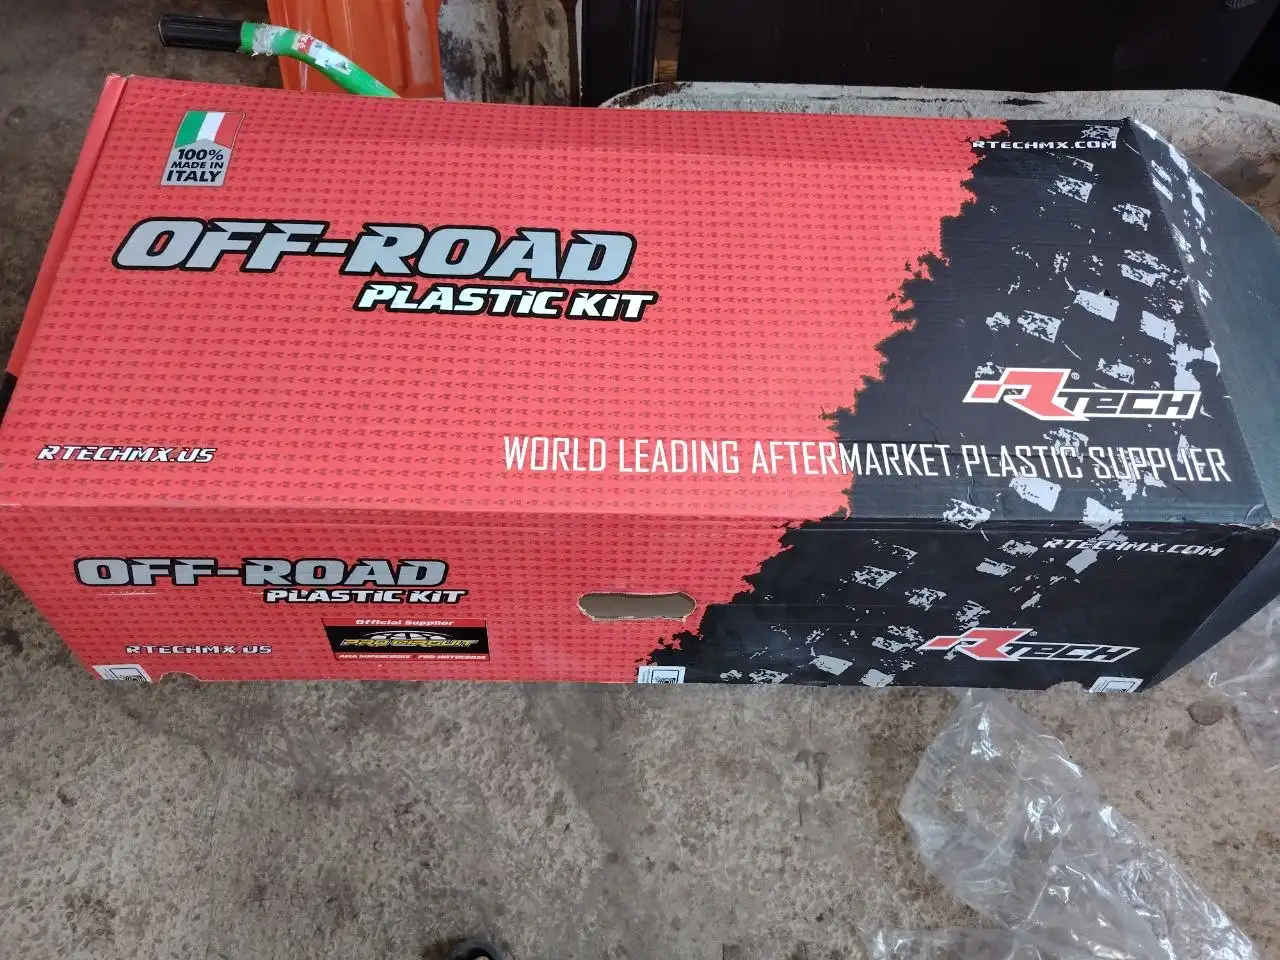 100%
MADE IN
ITALY
RTECHMX.COM
OFF-ROAD
PLASTIC KIT
RTECH®
RTECHMX.US
WORLD LEADING AFTERMARKET PLASTIC SUPPLIER
RTECHMX.COM
OFF-ROAD
PLASTIC KIT
Official Supplier
PRO CIRCUIT
RTECHMX.US
RTECH®